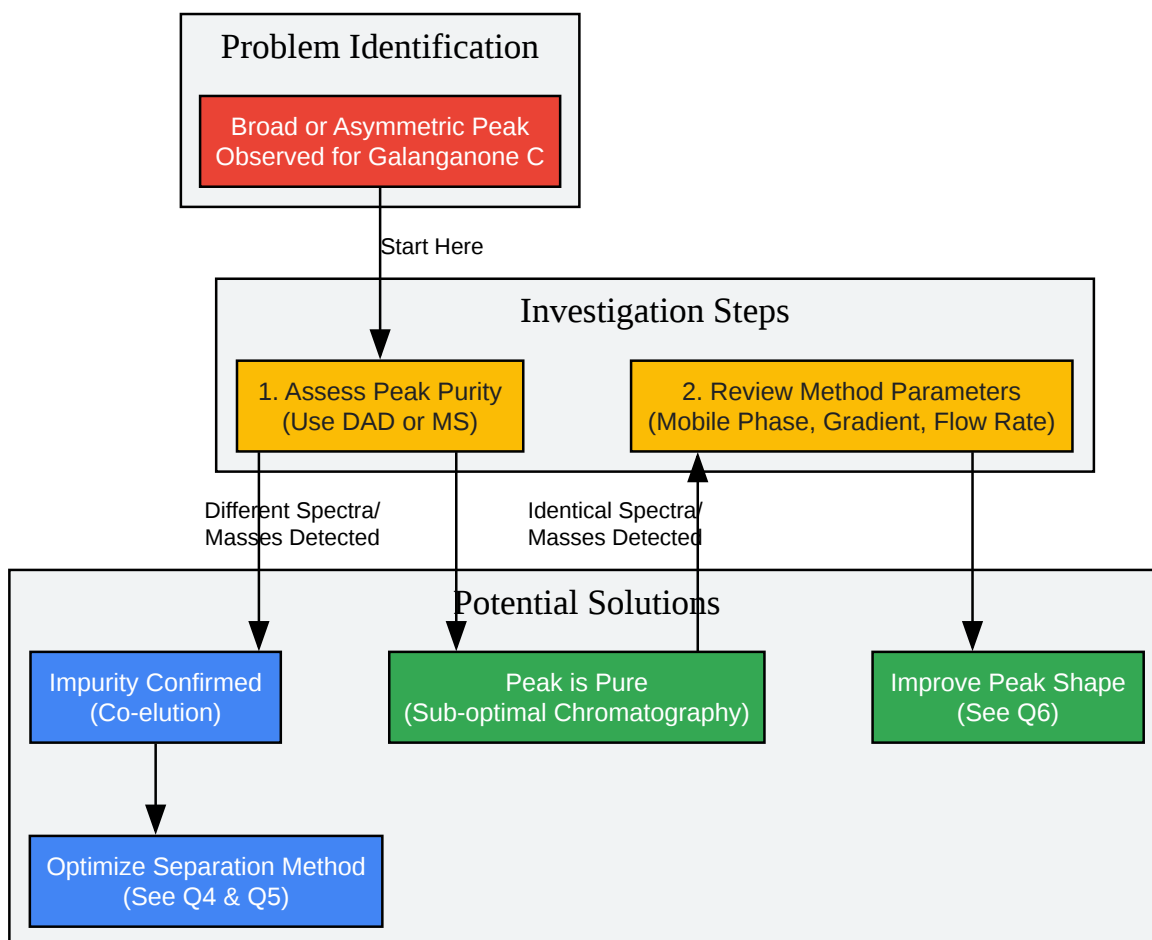 Problem Identification
Broad or Asymmetric Peak
Observed for Galanganone C
Start Here
Investigation Steps
1. Assess Peak Purity
(Use DAD or MS)
2. Review Method Parameters
(Mobile Phase, Gradient, Flow Rate)
Different Spectra/
Masses Detected
Identical Spectra/
Masses Detected
Potential Solutions
Impurity Confirmed
(Co-elution)
Peak is Pure
(Sub-optimal Chromatography)
Improve Peak Shape
(See Q6)
Optimize Separation Method
(See Q4 & Q5)